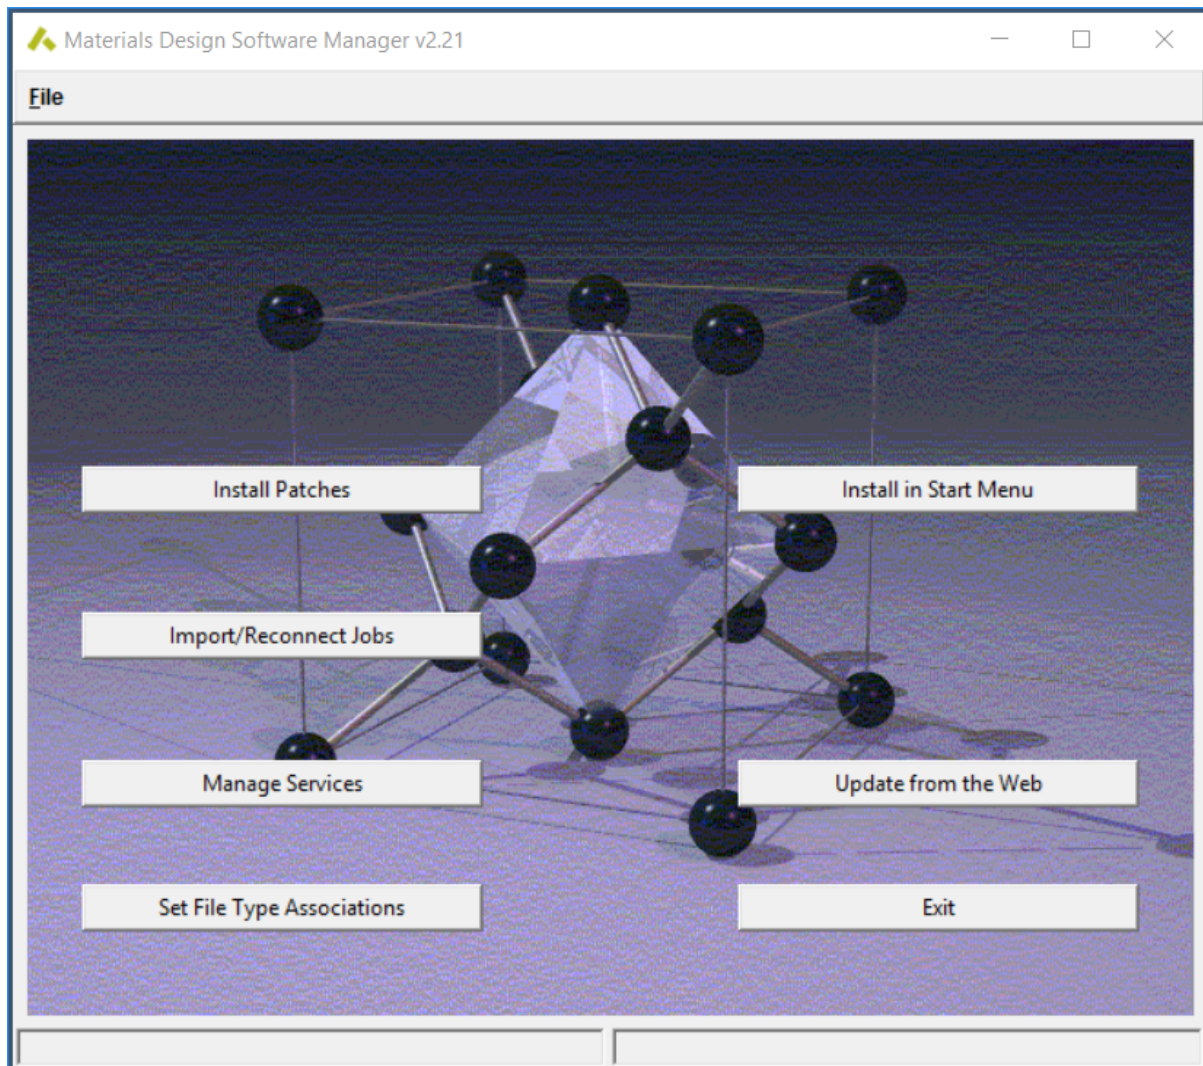 Materials Design Software Manager v2.21
File
Install Patches
Install in Start Menu
Import/Reconnect Jobs
Manage Services
Update from the Web
Set File Type Associations
Exit